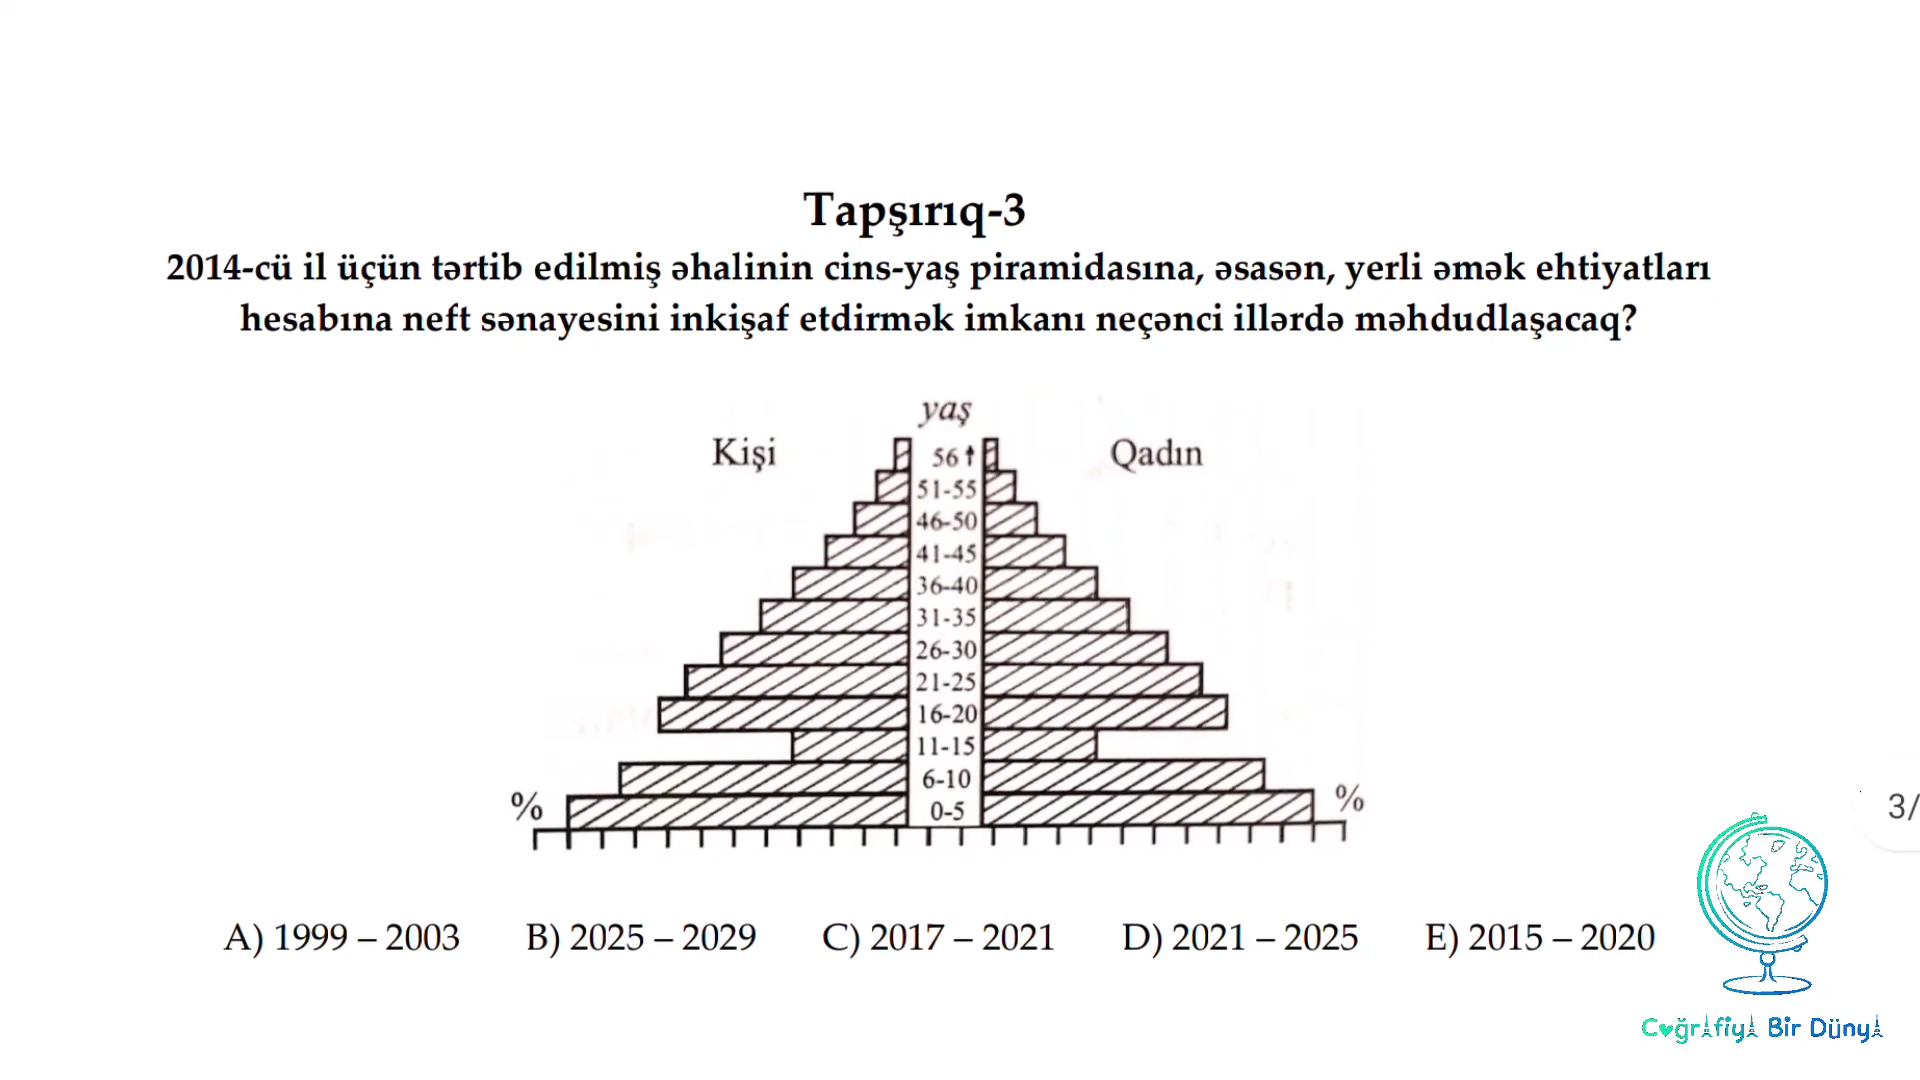 Tapşırıq-3
2014-cü il üçün tərtib edilmiş əhalinin cins-yaş piramidasına, əsasən, yerli əmək ehtiyatları
hesabına neft sənayesini inkişaf etdirmək imkanı neçənci illərdə məhdudlaşacaq?
yaş
Kişi
Qadın
56↑
51-55
46-50
41-45
36-40
31-35
26-30
21-25
16-20
11-15
6-10
0-5
%
%
3/
A) 1999 – 2003 B) 2025 – 2029 C) 2017 – 2021 D) 2021 – 2025 E) 2015 – 2020
Coğrafiya Bir Dünya